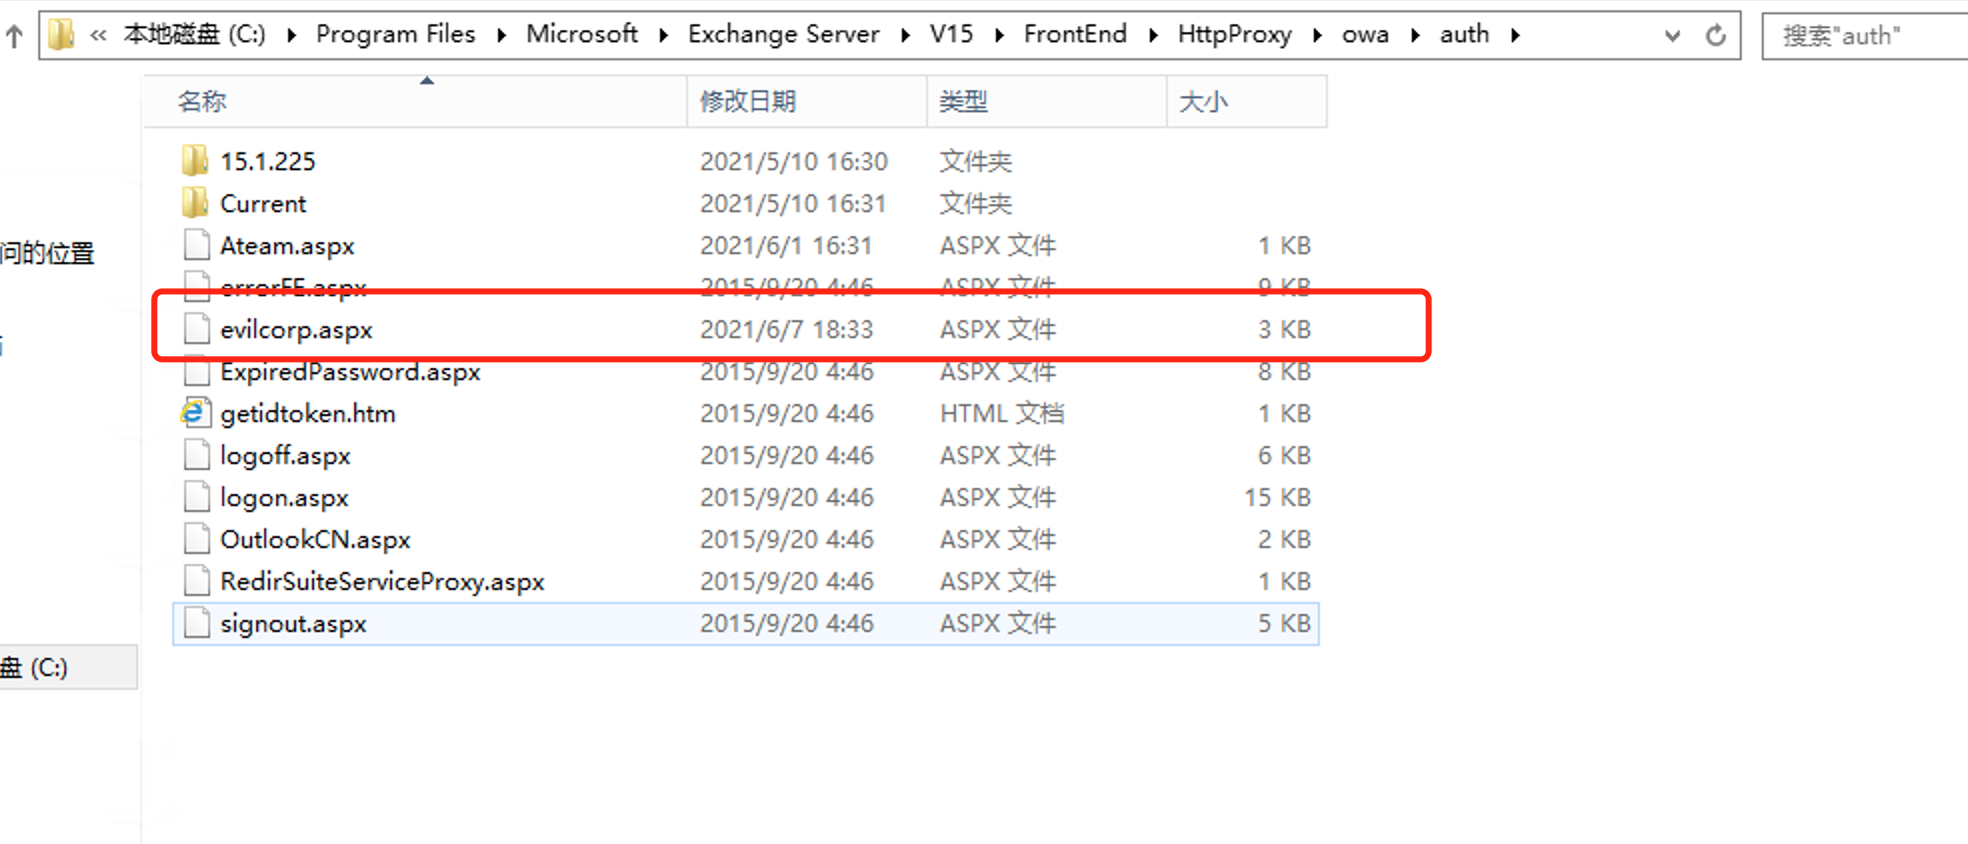 « 本地磁盘 (C:) ▸ Program Files ▸ Microsoft ▸ Exchange Server ▸ V15 ▸ FrontEnd ▸ HttpProxy ▸ owa ▸ auth ▸ 搜索"auth"
名称 修改日期 类型 大小
15.1.225 2021/5/10 16:30 文件夹
Current 2021/5/10 16:31 文件夹
Ateam.aspx 2021/6/1 16:31 ASPX 文件 1 KB
问的位置
errorFE.aspx 2015/9/20 4:46 ASPX 文件 9 KB
evilcorp.aspx 2021/6/7 18:33 ASPX 文件 3 KB
ExpiredPassword.aspx 2015/9/20 4:46 ASPX 文件 8 KB
getidtoken.htm 2015/9/20 4:46 HTML 文档 1 KB
logoff.aspx 2015/9/20 4:46 ASPX 文件 6 KB
logon.aspx 2015/9/20 4:46 ASPX 文件 15 KB
OutlookCN.aspx 2015/9/20 4:46 ASPX 文件 2 KB
RedirSuiteServiceProxy.aspx 2015/9/20 4:46 ASPX 文件 1 KB
signout.aspx 2015/9/20 4:46 ASPX 文件 5 KB
盘 (C:)